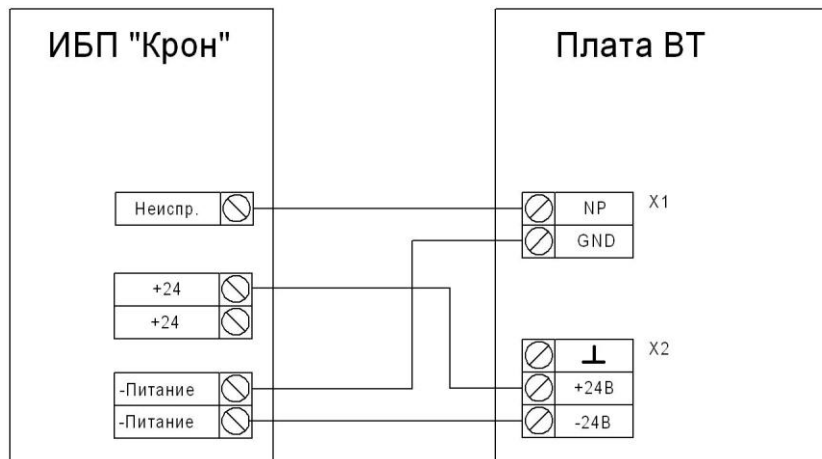 ИБП "Крон"
Плата ВТ
Неиспр.
NP
X1
GND
+24
+24
⊥
X2
-Питание
+24В
-Питание
-24В